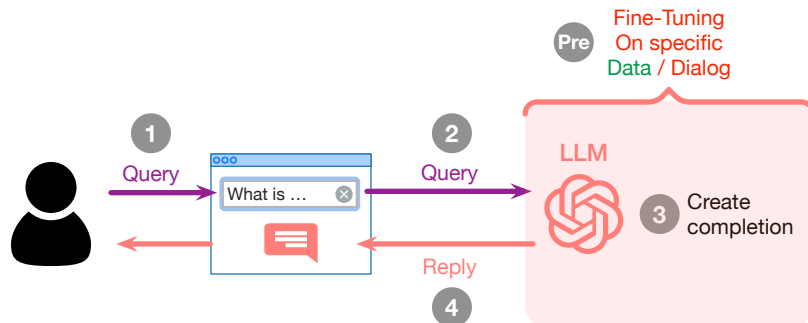 Pre
Fine-Tuning
On specific
Data / Dialog
1
Query
2
Query
What is ...
LLM
3
Create
completion
Reply
4